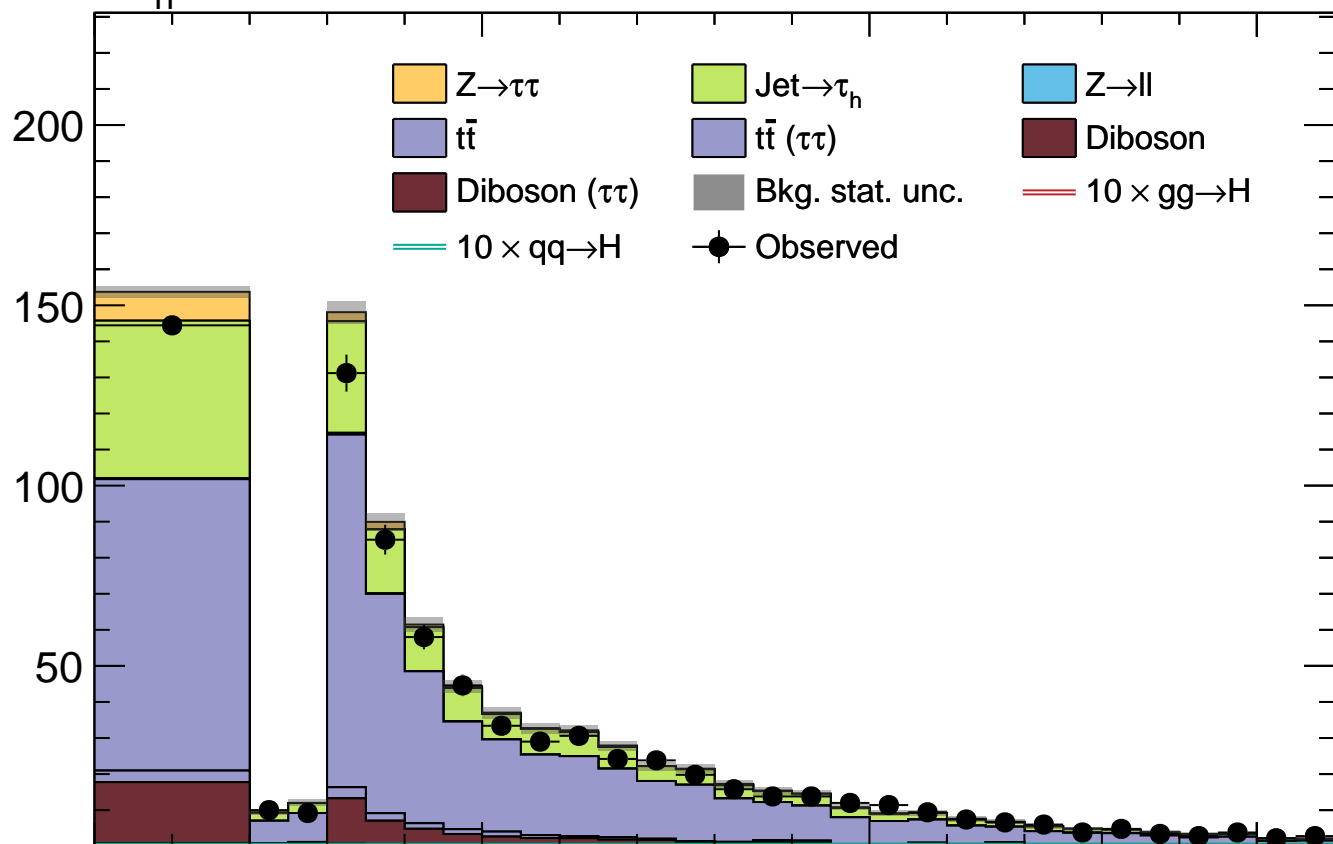 H
Z→ττ Jet→τh Z→ll
200
tt̄ tt̄ (ττ) Diboson
Diboson (ττ) Bkg. stat. unc. 10 × gg→H
10 × qq→H Observed
150
100
50